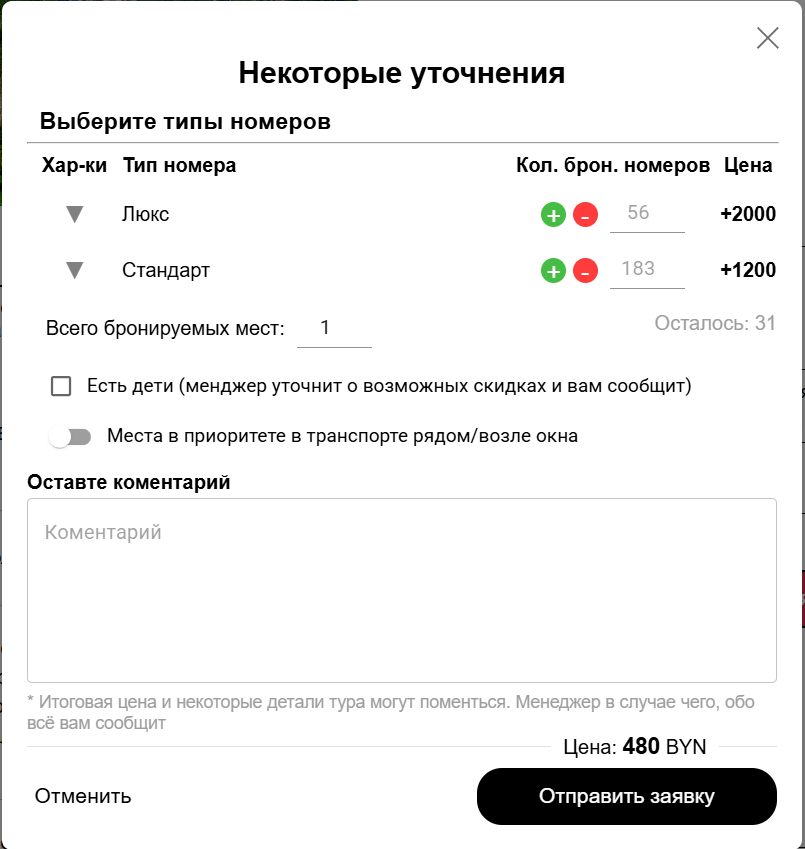 Некоторые уточнения
Выберите типы номеров
Хар-ки Тип номера Кол. брон. номеров Цена
Люкс + - 56 +2000
Стандарт + - 183 +1200
Всего бронируемых мест: 1 Осталось: 31
Есть дети (менджер уточнит о возможных скидках и вам сообщит)
Места в приоритете в транспорте рядом/возле окна
Оставте коментарий
Коментарий
* Итоговая цена и некоторые детали тура могут поменться. Менеджер в случае чего, обо
всё вам сообщит
Цена: 480 BYN
Отменить Отправить заявку